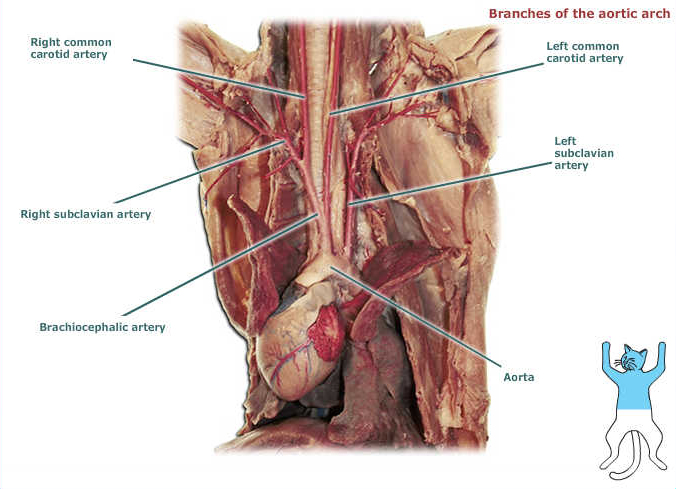 Branches of the aortic arch
Right common
carotid artery
Left common
carotid artery
Left
subclavian
artery
Right subclavian artery
Brachiocephalic artery
Aorta